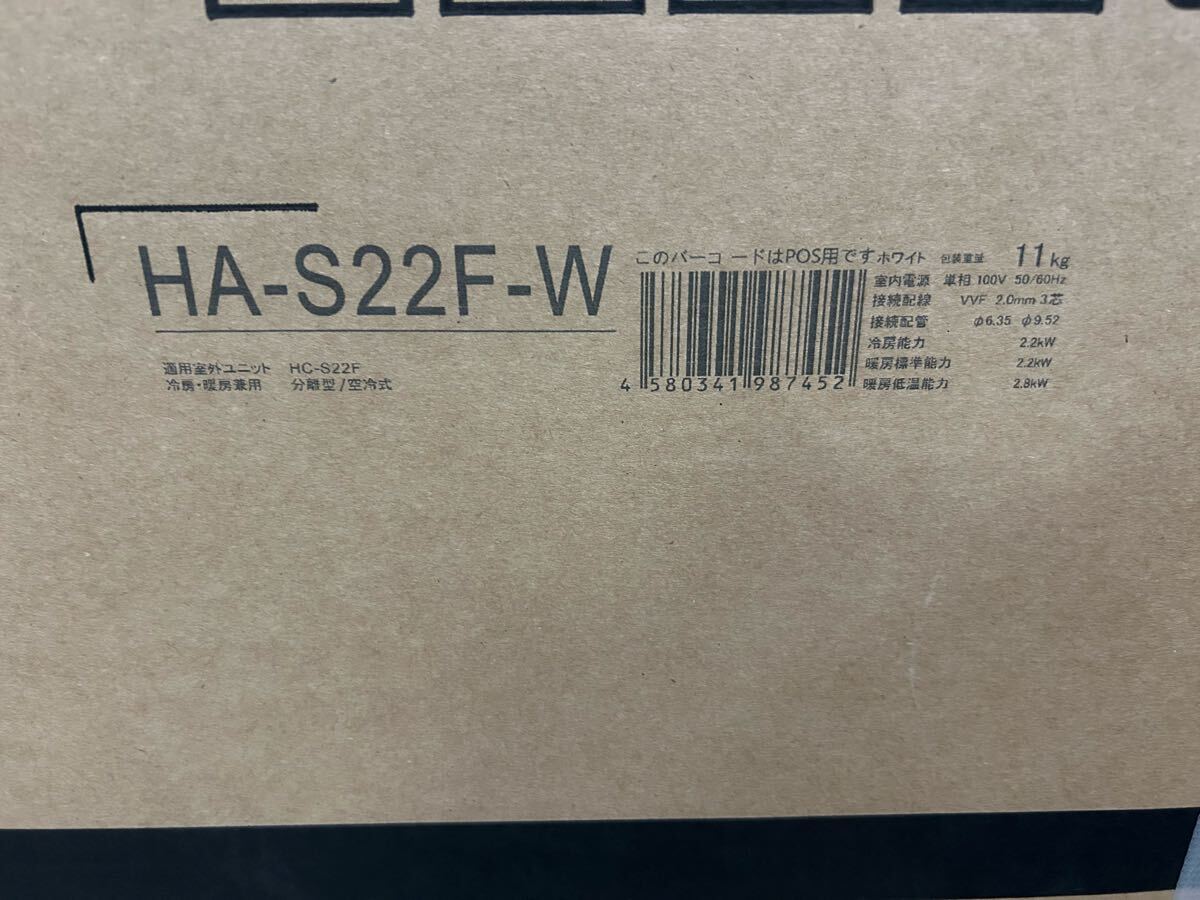 HA-S22F-W
適用室外ユニット HC-S22F
冷房・暖房兼用 分離型/空冷式
このバーコードはPOS用です
4 580341 987452
ホワイト 包装重量 11kg
室内電源 単相 100V 50/60Hz
接続配線 VVF 2.0mm 3芯
接続配管 φ6.35 φ9.52
冷房能力 2.2kW
暖房標準能力 2.2kW
暖房低温能力 2.8kW